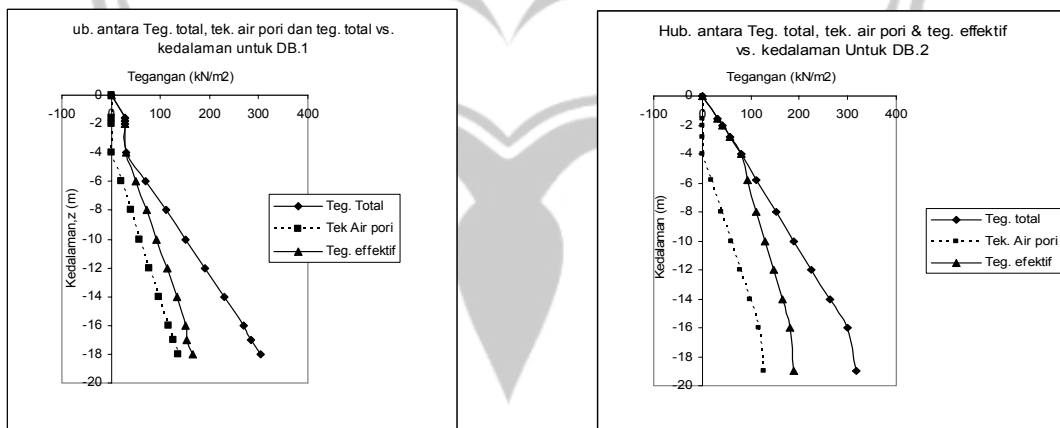 ub. antara Teg. total, tek. air pori dan teg. total vs.
kedalaman untuk DB.1
Tegangan (kN/m2)
-100 0 100 200 300 400
0
-2
-4
-6
-8
-10
-12
-14
-16
-18
-20
Kedalaman,z (m)
Teg. Total
Tek Air pori
Teg. effektif
Hub. antara Teg. total, tek. air pori & teg. effektif
vs. kedalaman Untuk DB.2
Tegangan (kN/m2)
-100 0 100 200 300 400
0
-2
-4
-6
-8
-10
-12
-14
-16
-18
-20
Kedalaman (m)
Teg. total
Tek. Air pori
Teg. efektif